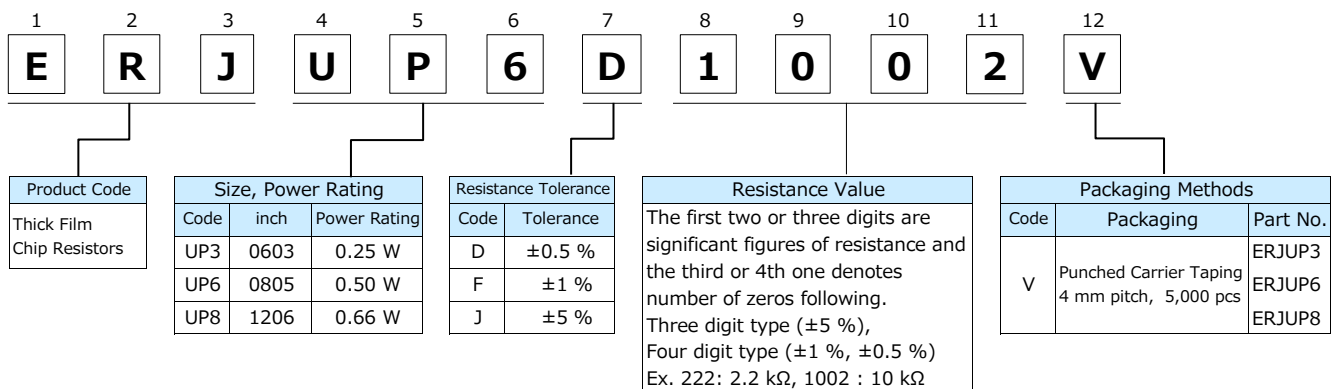 1 2 3 4 5 6 7 8 9 10 11 12
E R J U P 6 D 1 0 0 2 V
Product Code
Thick Film
Chip Resistors
Size, Power Rating
Code inch Power Rating
UP3 0603 0.25 W
UP6 0805 0.50 W
UP8 1206 0.66 W
Resistance Tolerance
Code Tolerance
D ±0.5 %
F ±1 %
J ±5 %
Resistance Value
The first two or three digits are
significant figures of resistance and
the third or 4th one denotes
number of zeros following.
Three digit type (±5 %),
Four digit type (±1 %, ±0.5 %)
Ex. 222: 2.2 kΩ, 1002 : 10 kΩ
Packaging Methods
Code Packaging Part No.
V
Punched Carrier Taping
4 mm pitch, 5,000 pcs
ERJUP3
ERJUP6
ERJUP8